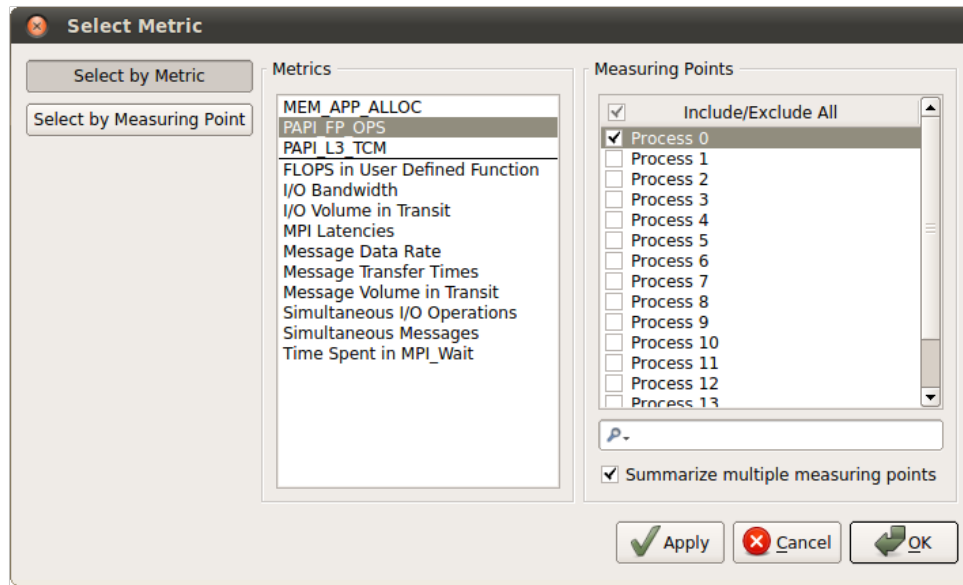 Select Metric
Select by Metric
Select by Measuring Point
Metrics
MEM_APP_ALLOC
PAPI_FP_OPS
PAPI_L3_TCM
FLOPS in User Defined Function
I/O Bandwidth
I/O Volume in Transit
MPI Latencies
Message Data Rate
Message Transfer Times
Message Volume in Transit
Simultaneous I/O Operations
Simultaneous Messages
Time Spent in MPI_Wait
Measuring Points
Include/Exclude All
Process 0
Process 1
Process 2
Process 3
Process 4
Process 5
Process 6
Process 7
Process 8
Process 9
Process 10
Process 11
Process 12
Process 13
Summarize multiple measuring points
Apply
Cancel
OK